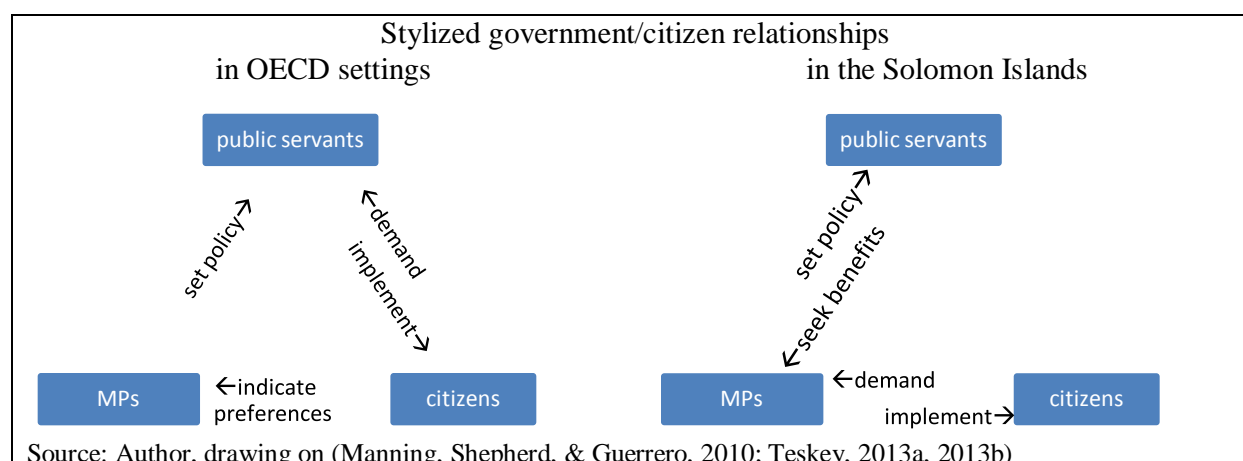 Stylized government/citizen relationships
in OECD settings
in the Solomon Islands
public servants
set policy→
←demand
implement→
MPs
←indicate
preferences
citizens
public servants
set policy→
←seek benefits
MPs
←demand
implement→
citizens
Source: Author, drawing on (Manning, Shepherd, & Guerrero, 2010; Teskey, 2013a, 2013b)